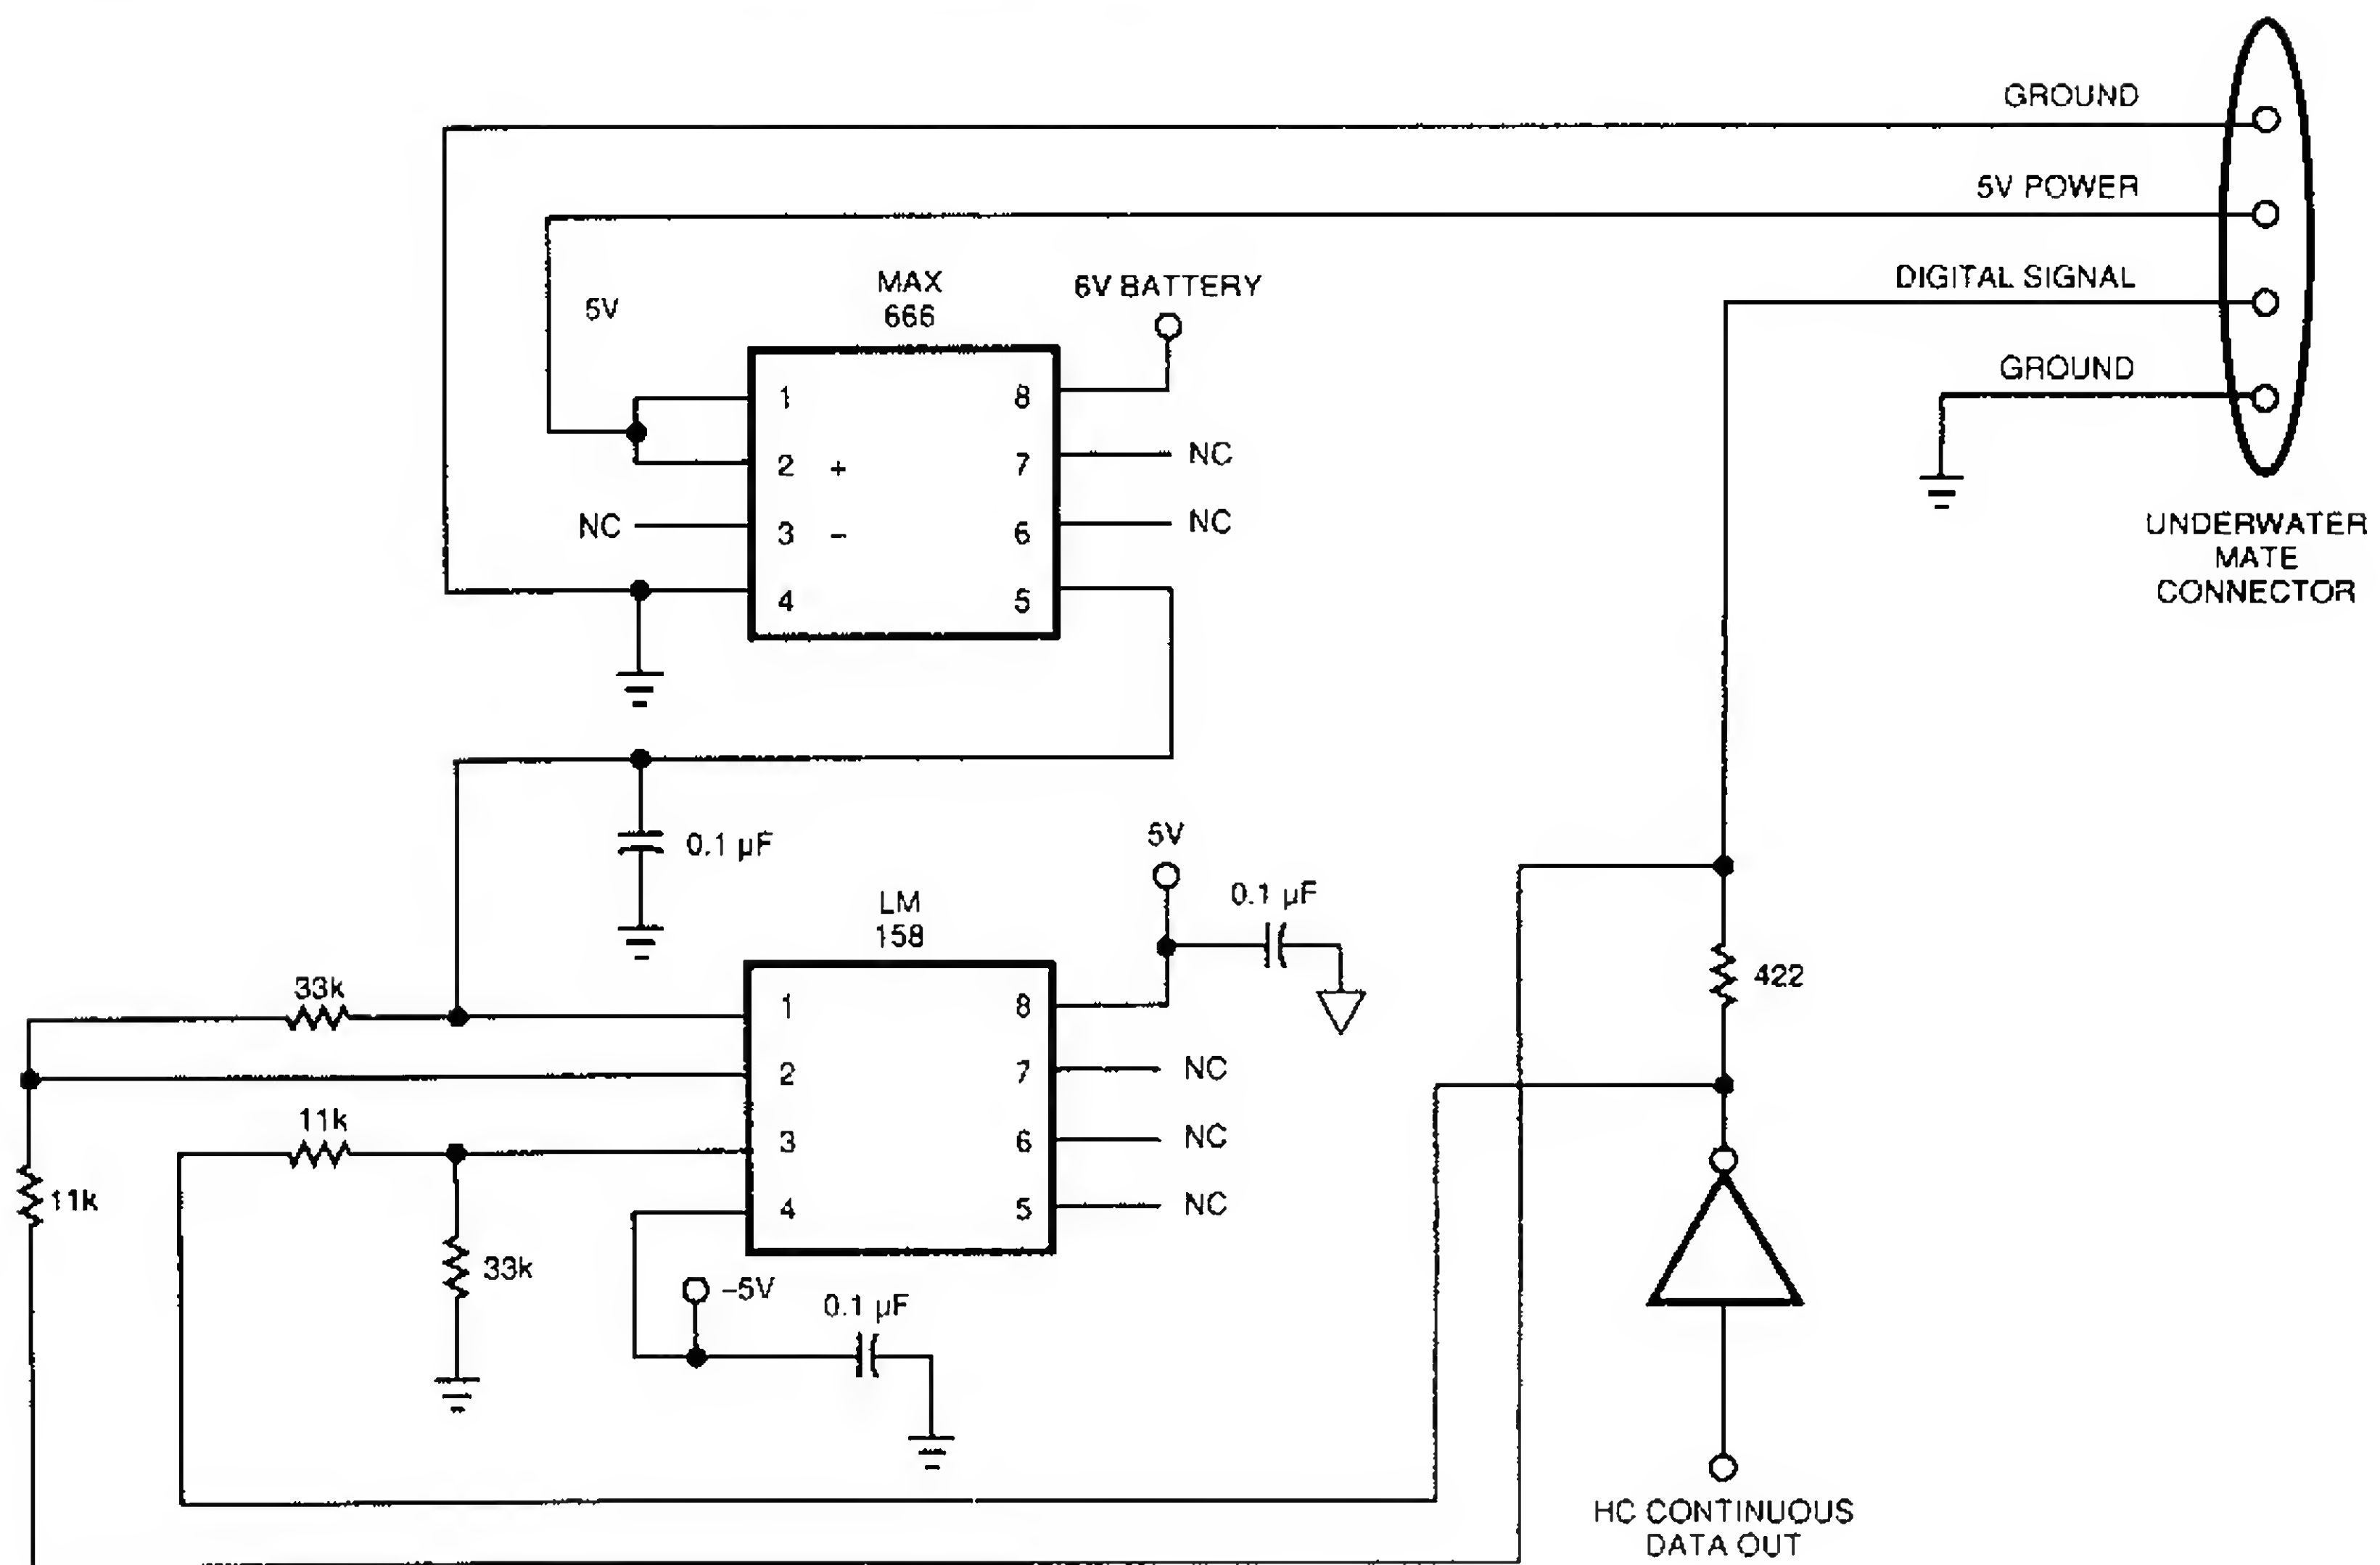 GROUND
5V POWER
DIGITAL SIGNAL
GROUND
UNDERWATER
MATE
CONNECTOR
MAX
666
6V BATTERY
5V
1
2 +
NC
3 -
4
8
7
NC
6
NC
5
0.1 µF
5V
0.1 µF
LM
158
33k
1
2
11k
3
4
8
7
NC
6
NC
5
NC
11k
33k
-5V
0.1 µF
422
HC CONTINUOUS
DATA OUT